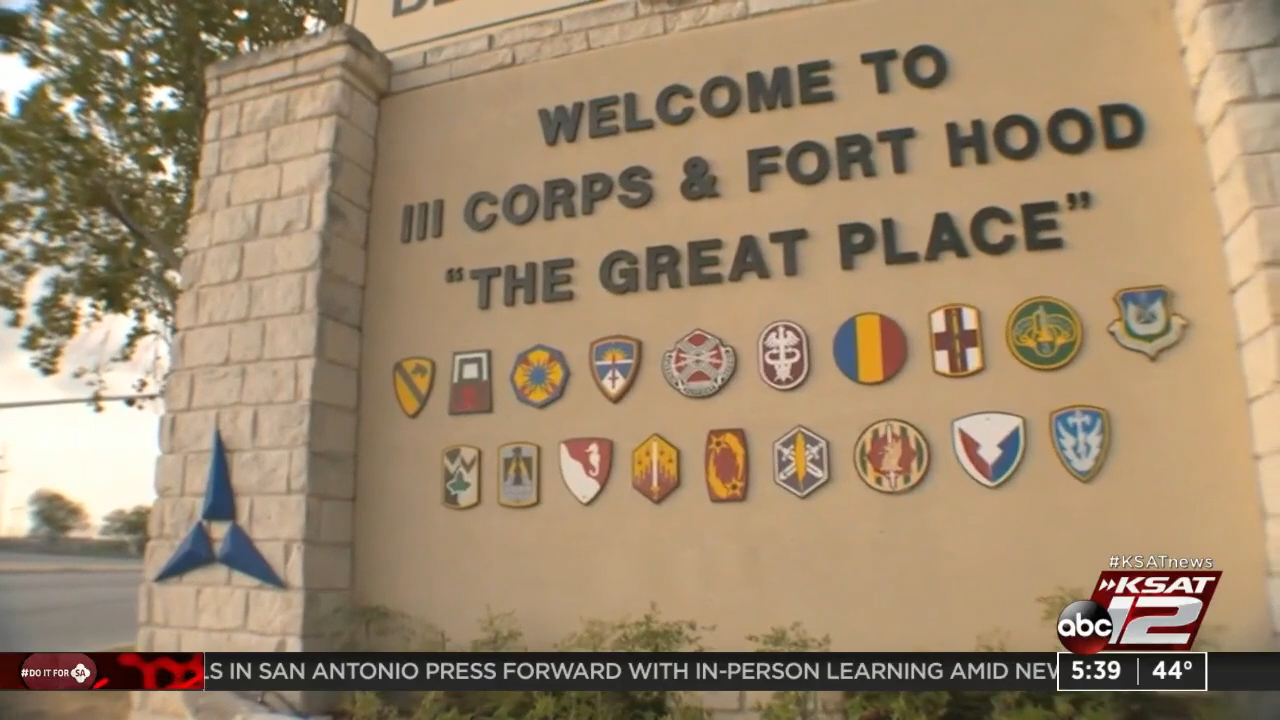 WELCOME TO
III CORPS & FORT HOOD
"THE GREAT PLACE"
#KSATnews
KSAT
abc 12
#DO IT FOR SA
S IN SAN ANTONIO PRESS FORWARD WITH IN-PERSON LEARNING AMID NEW
5:39 44°